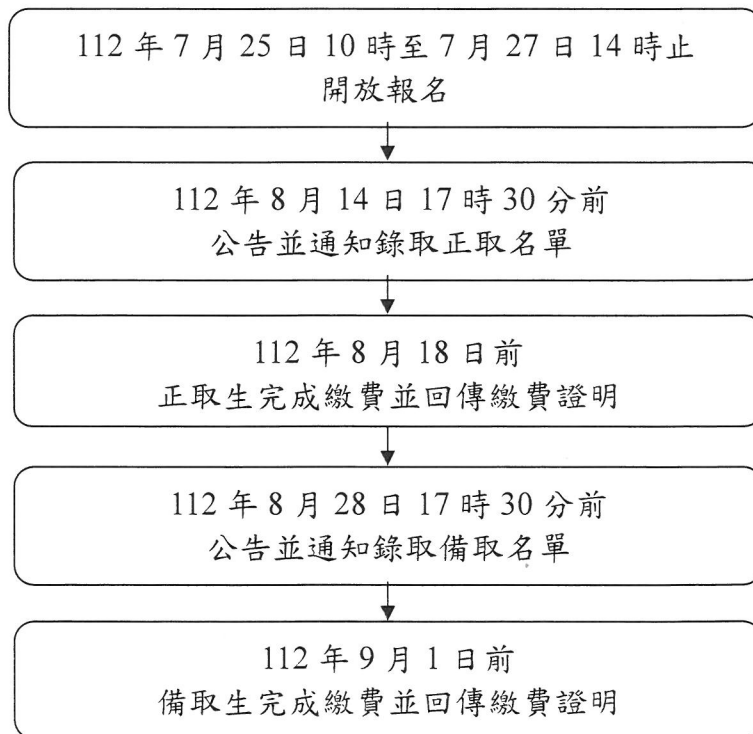 112 年 7 月 25 日 10 時至 7 月 27 日 14 時止
開放報名
112 年 8 月 14 日 17 時 30 分前
公告並通知錄取正取名單
112 年 8 月 18 日前
正取生完成繳費並回傳繳費證明
112 年 8 月 28 日 17 時 30 分前
公告並通知錄取備取名單
112 年 9 月 1 日前
備取生完成繳費並回傳繳費證明